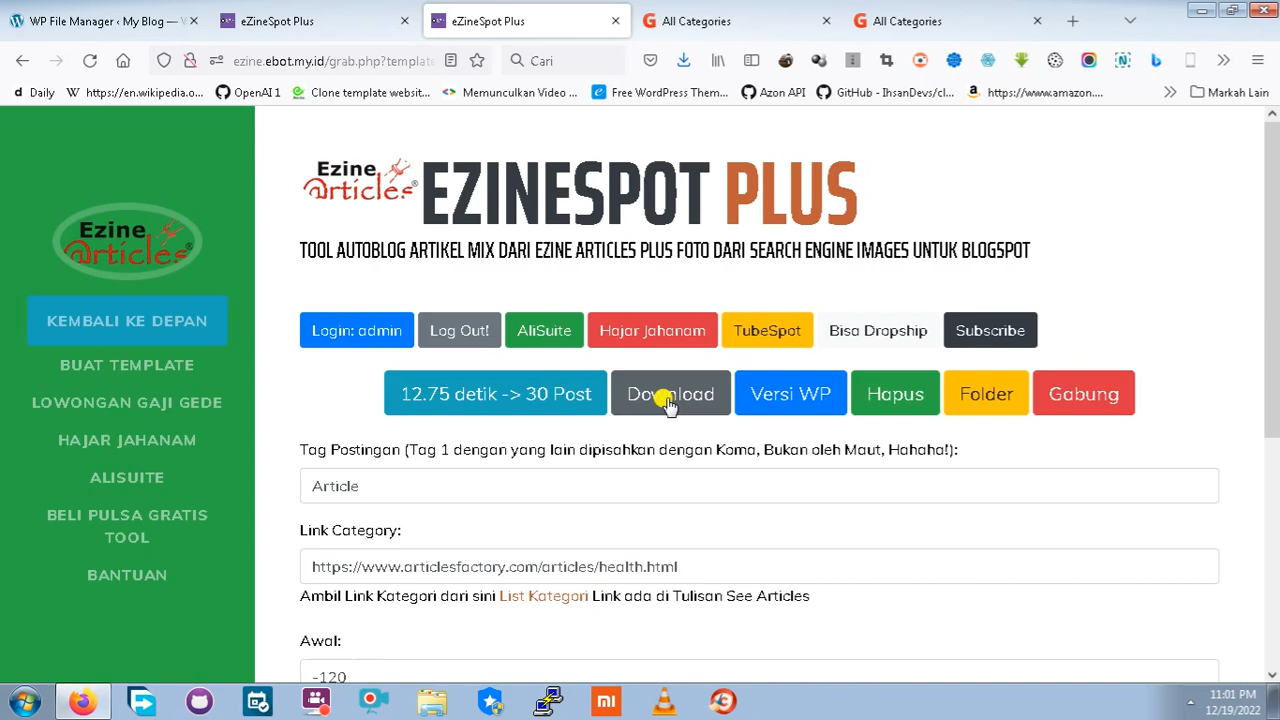 WP File Manager ‹ My Blog —
eZineSpot Plus
eZineSpot Plus
All Categories
All Categories
ezine.ebot.my.id/grab.php?template
Cari
Daily
https://en.wikipedia.o...
OpenAI 1
Clone template websit...
Memunculkan Video ...
Free WordPress Them...
Azon API
GitHub - IhsanDevs/cl...
https://www.amazon....
Markah Lain
Ezine
@rticles®
EZINESPOT PLUS
TOOL AUTOBLOG ARTIKEL MIX DARI EZINE ARTICLES PLUS FOTO DARI SEARCH ENGINE IMAGES UNTUK BLOGSPOT
Ezine
@rticles®
KEMBALI KE DEPAN
BUAT TEMPLATE
LOWONGAN GAJI GEDE
HAJAR JAHANAM
ALISUITE
BELI PULSA GRATIS
TOOL
BANTUAN
Login: admin
Log Out!
AliSuite
Hajar Jahanam
TubeSpot
Bisa Dropship
Subscribe
12.75 detik -> 30 Post
Download
Versi WP
Hapus
Folder
Gabung
Tag Postingan (Tag 1 dengan yang lain dipisahkan dengan Koma, Bukan oleh Maut, Hahaha!):
Article
Link Category:
https://www.articlesfactory.com/articles/health.html
Ambil Link Kategori dari sini List Kategori Link ada di Tulisan See Articles
Awal:
-120
11:01 PM
12/19/2022